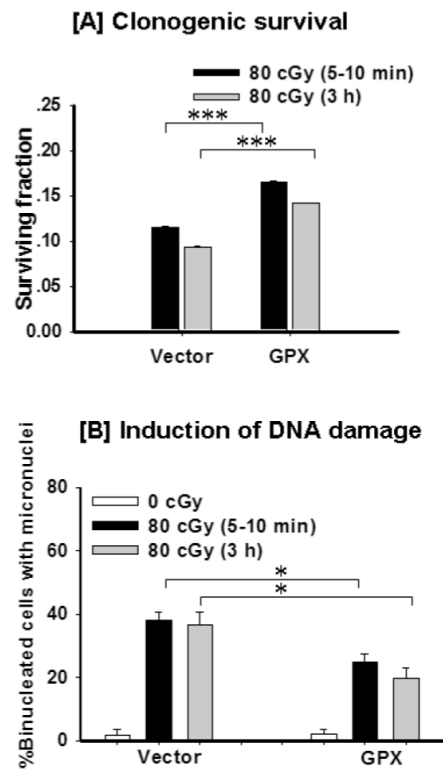 [A] Clonogenic survival
80 cGy (5-10 min)
80 cGy (3 h)
.25
***
.20
***
.15
.10
.05
0.00
Surviving fraction
Vector GPX
[B] Induction of DNA damage
80
0 cGy
80 cGy (5-10 min)
60
80 cGy (3 h)
*
*
40
20
0
%Binucleated cells with micronuclei
Vector GPX